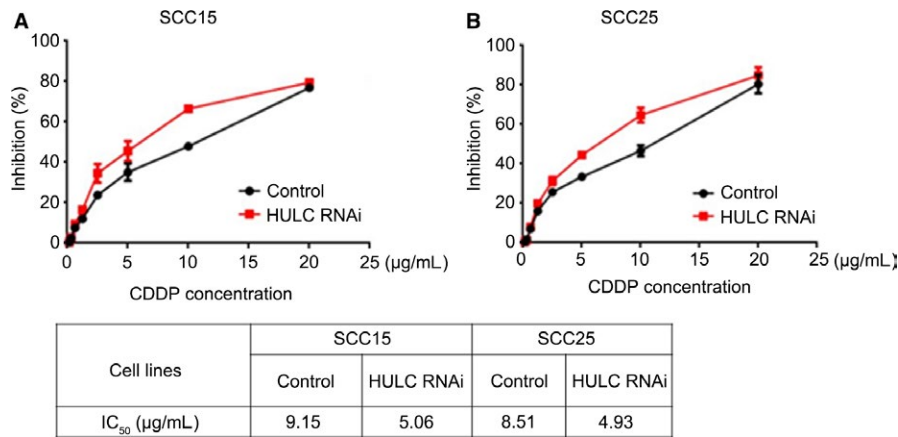 A SCC15
100
80
60
40
20
0
Inhibition (%)
Control
HULC RNAi
0 5 10 15 20 25 (µg/mL)
CDDP concentration
B SCC25
100
80
60
40
20
0
Inhibition (%)
Control
HULC RNAi
0 5 10 15 20 25 (µg/mL)
CDDP concentration
Cell lines SCC15 SCC25
Control HULC RNAi Control HULC RNAi
IC50 (µg/mL) 9.15 5.06 8.51 4.93